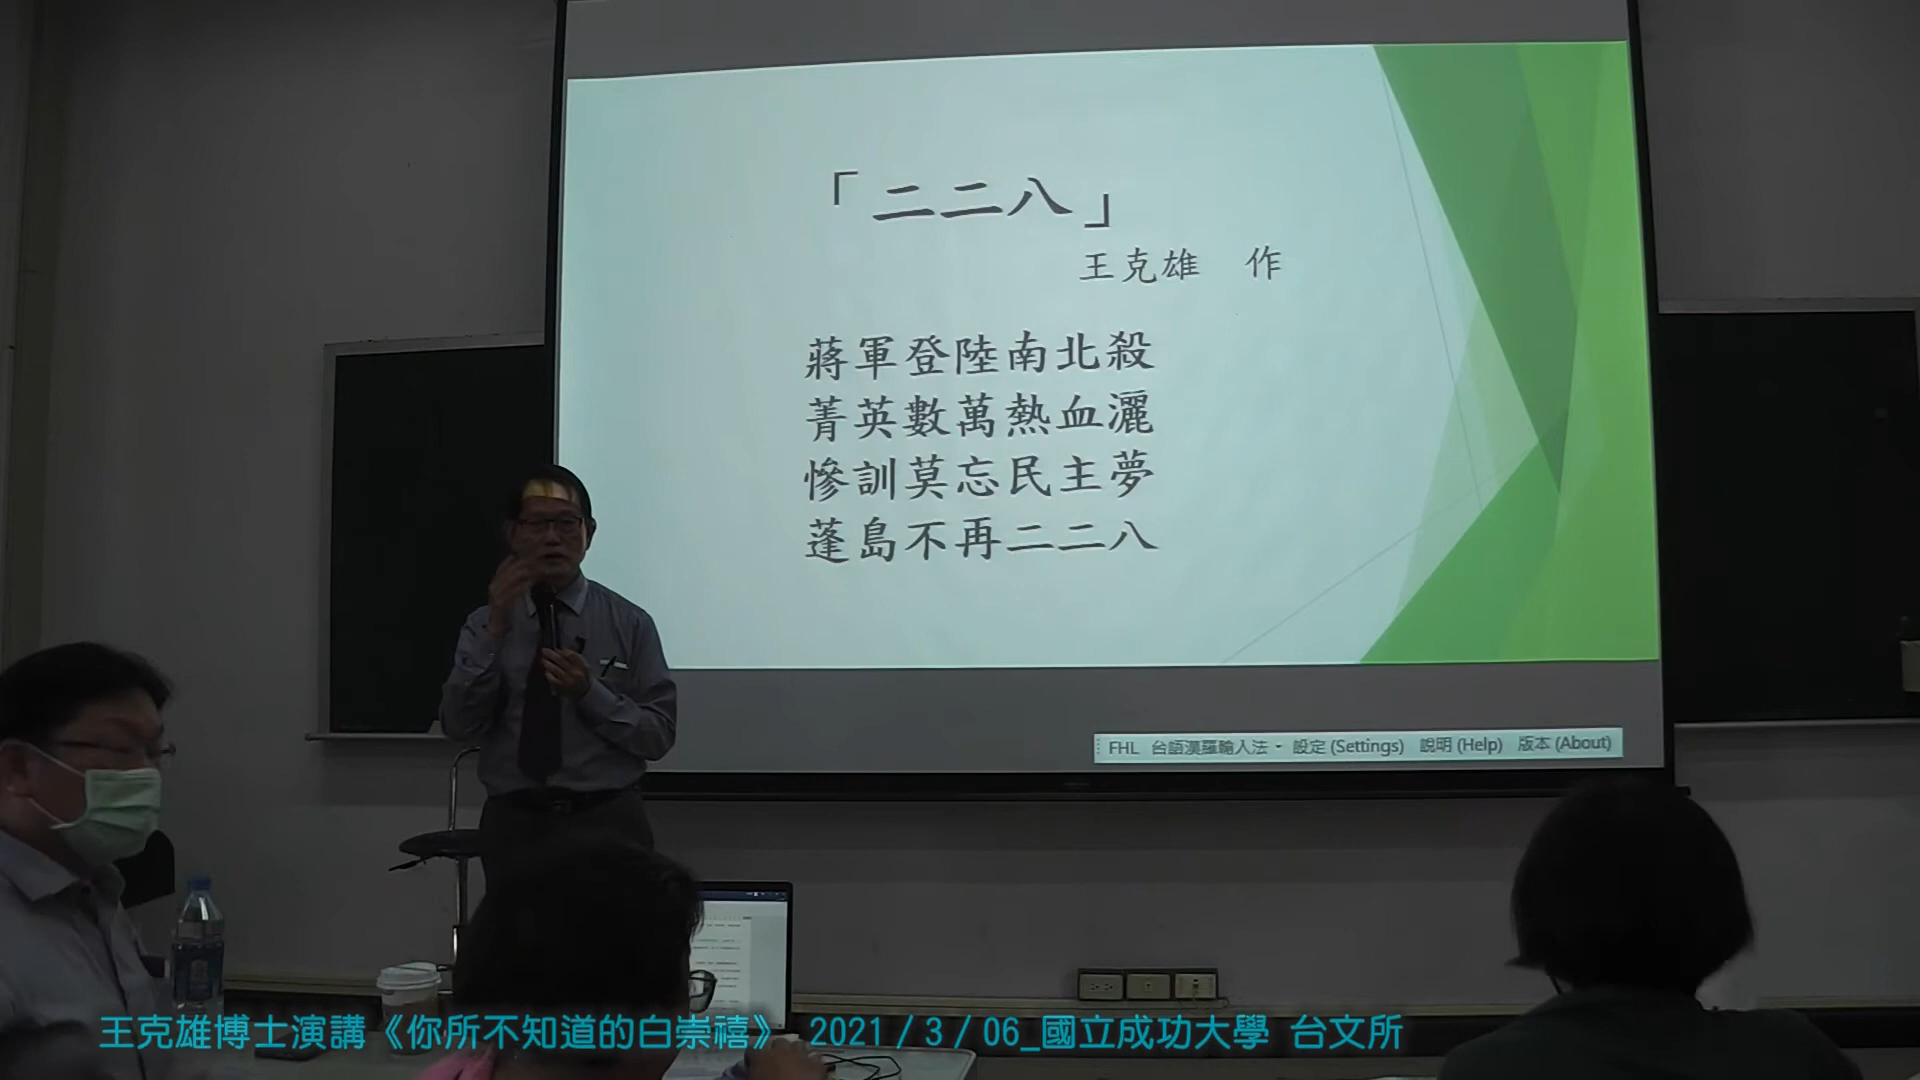 「二二八」
王克雄 作
蔣軍登陸南北殺
菁英數萬熱血灑
慘訓莫忘民主夢
蓬島不再二二八
FHL 台語漢羅輸入法 設定 (Settings) 說明 (Help) 版本 (About)
王克雄博士演講《你所不知道的白崇禧》 2021/3/06_國立成功大學 台文所